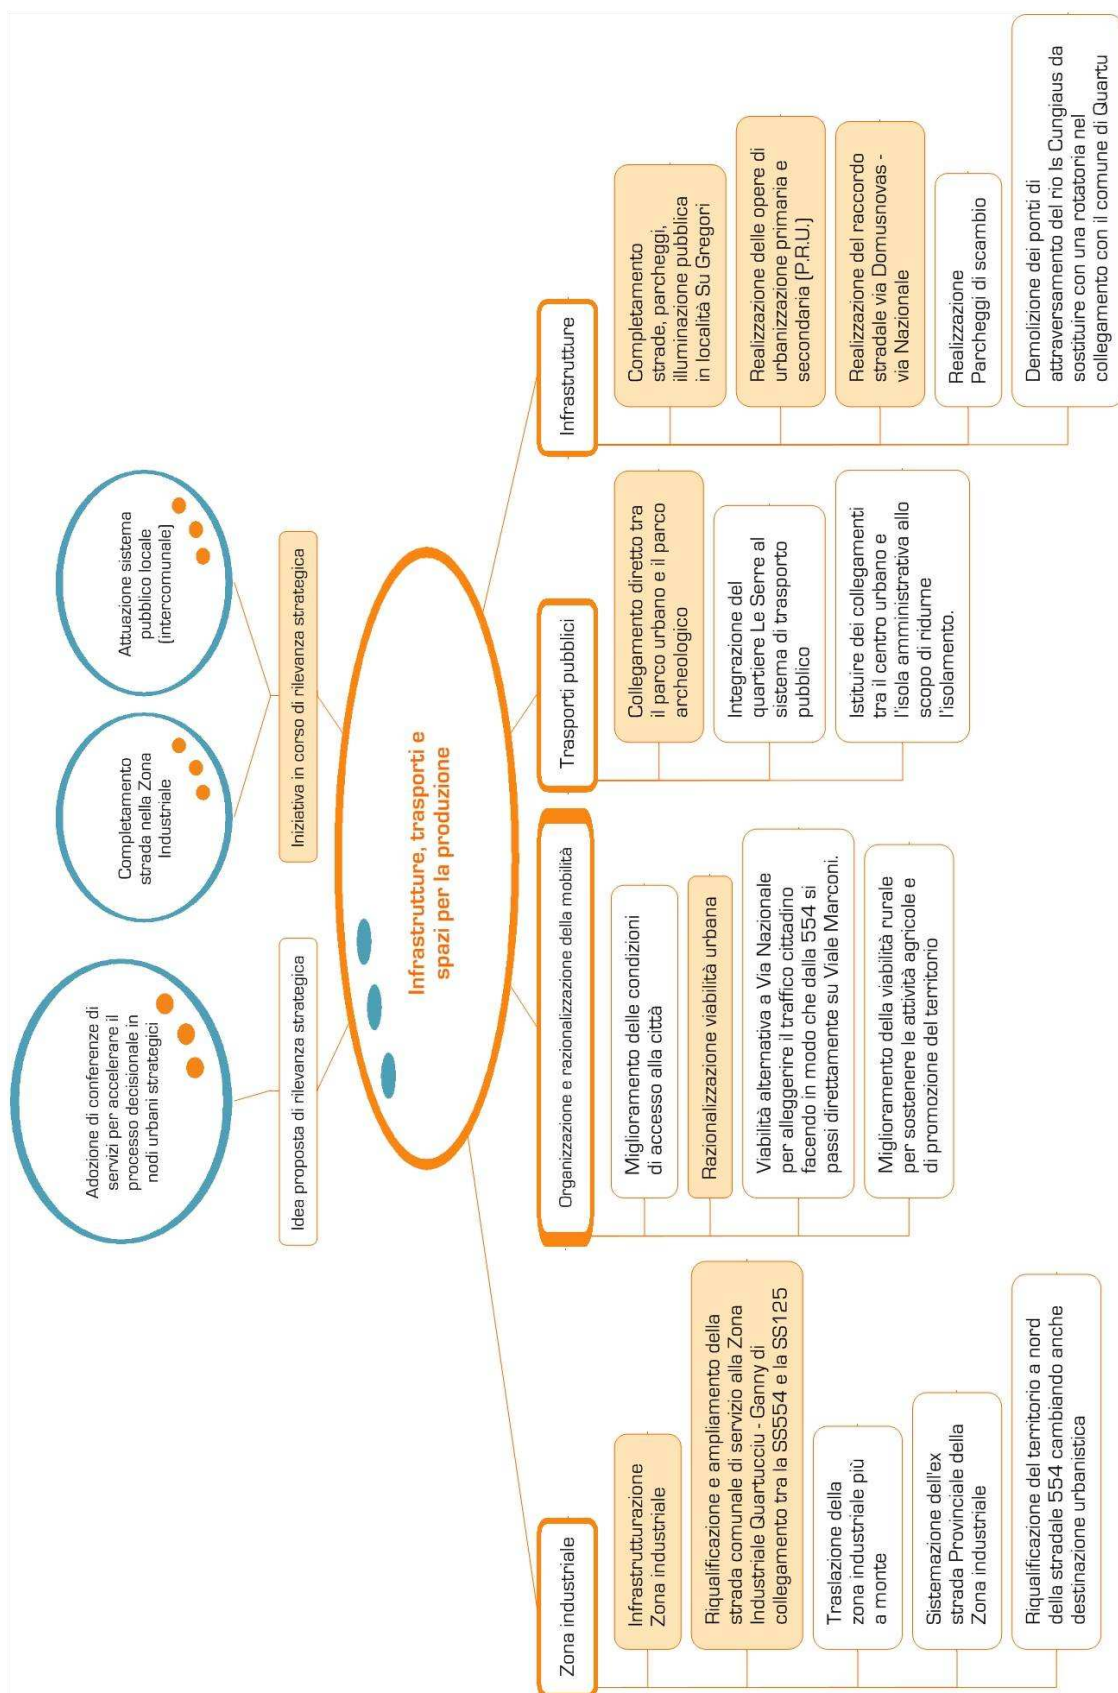 Adozione di conferenze di
servizi per accelerare il
processo decisionale in
nodi urbani strategici
Completamento
strada nella Zona
Industriale
Attuazione sistema
pubblico locale
(intercomunale)
Idea proposta di rilevanza strategica
Iniziativa in corso di rilevanza strategica
Infrastrutture, trasporti e
spazi per la produzione
Zona industriale
Infrastrutturazione
Zona industriale
Riqualificazione e ampliamento della
strada comunale di servizio alla Zona
Industriale Quartucciu - Ganny di
collegamento tra la SS554 e la SS125
Traslazione della
zona industriale più
a monte
Sistemazione dell'ex
strada Provinciale della
Zona industriale
Riqualificazione del territorio a nord
della stradale 554 cambiando anche
destinazione urbanistica
Organizzazione e razionalizzazione della mobilità
Miglioramento delle condizioni
di accesso alla città
Razionalizzazione viabilità urbana
Viabilità alternativa a Via Nazionale
per alleggerire il traffico cittadino
facendo in modo che dalla 554 si
passi direttamente su Viale Marconi.
Miglioramento della viabilità rurale
per sostenere le attività agricole e
di promozione del territorio
Trasporti pubblici
Collegamento diretto tra
il parco urbano e il parco
archeologico
Integrazione del
quartiere Le Serre al
sistema di trasporto
pubblico
Istituire dei collegamenti
tra il centro urbano e
l'isola amministrativa allo
scopo di ridurne
l'isolamento.
Infrastrutture
Completamento
strade, parcheggi,
illuminazione pubblica
in località Su Gregori
Realizzazione delle opere di
urbanizzazione primaria e
secondaria (P.R.U.)
Realizzazione del raccordo
stradale via Domusnovas -
via Nazionale
Realizzazione
Parcheggi di scambio
Demolizione dei ponti di
attraversamento del rio Is Cungiaus da
sostituire con una rotatoria nel
collegamento con il comune di Quartu